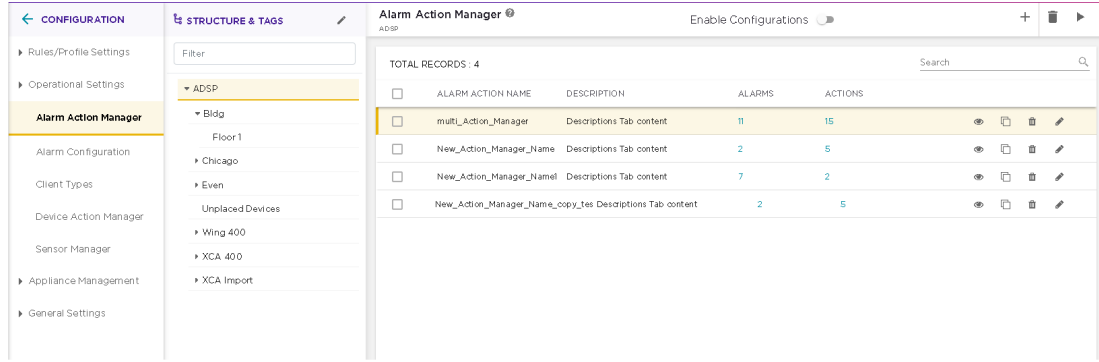 CONFIGURATION
Rules/Profile Settings
Operational Settings
Alarm Action Manager
Alarm Configuration
Client Types
Device Action Manager
Sensor Manager
Appliance Management
General Settings
STRUCTURE & TAGS
Filter
ADSP
Bldg
Floor 1
Chicago
Even
Unplaced Devices
Wing 400
XCA 400
XCA Import
Alarm Action Manager ?
ADSP
Enable Configurations
TOTAL RECORDS : 4
Search
ALARM ACTION NAME DESCRIPTION ALARMS ACTIONS
multi_Action_Manager Descriptions Tab content 11 15
New_Action_Manager_Name Descriptions Tab content 2 5
New_Action_Manager_Name1 Descriptions Tab content 7 2
New_Action_Manager_Name_copy_tes Descriptions Tab content 2 5